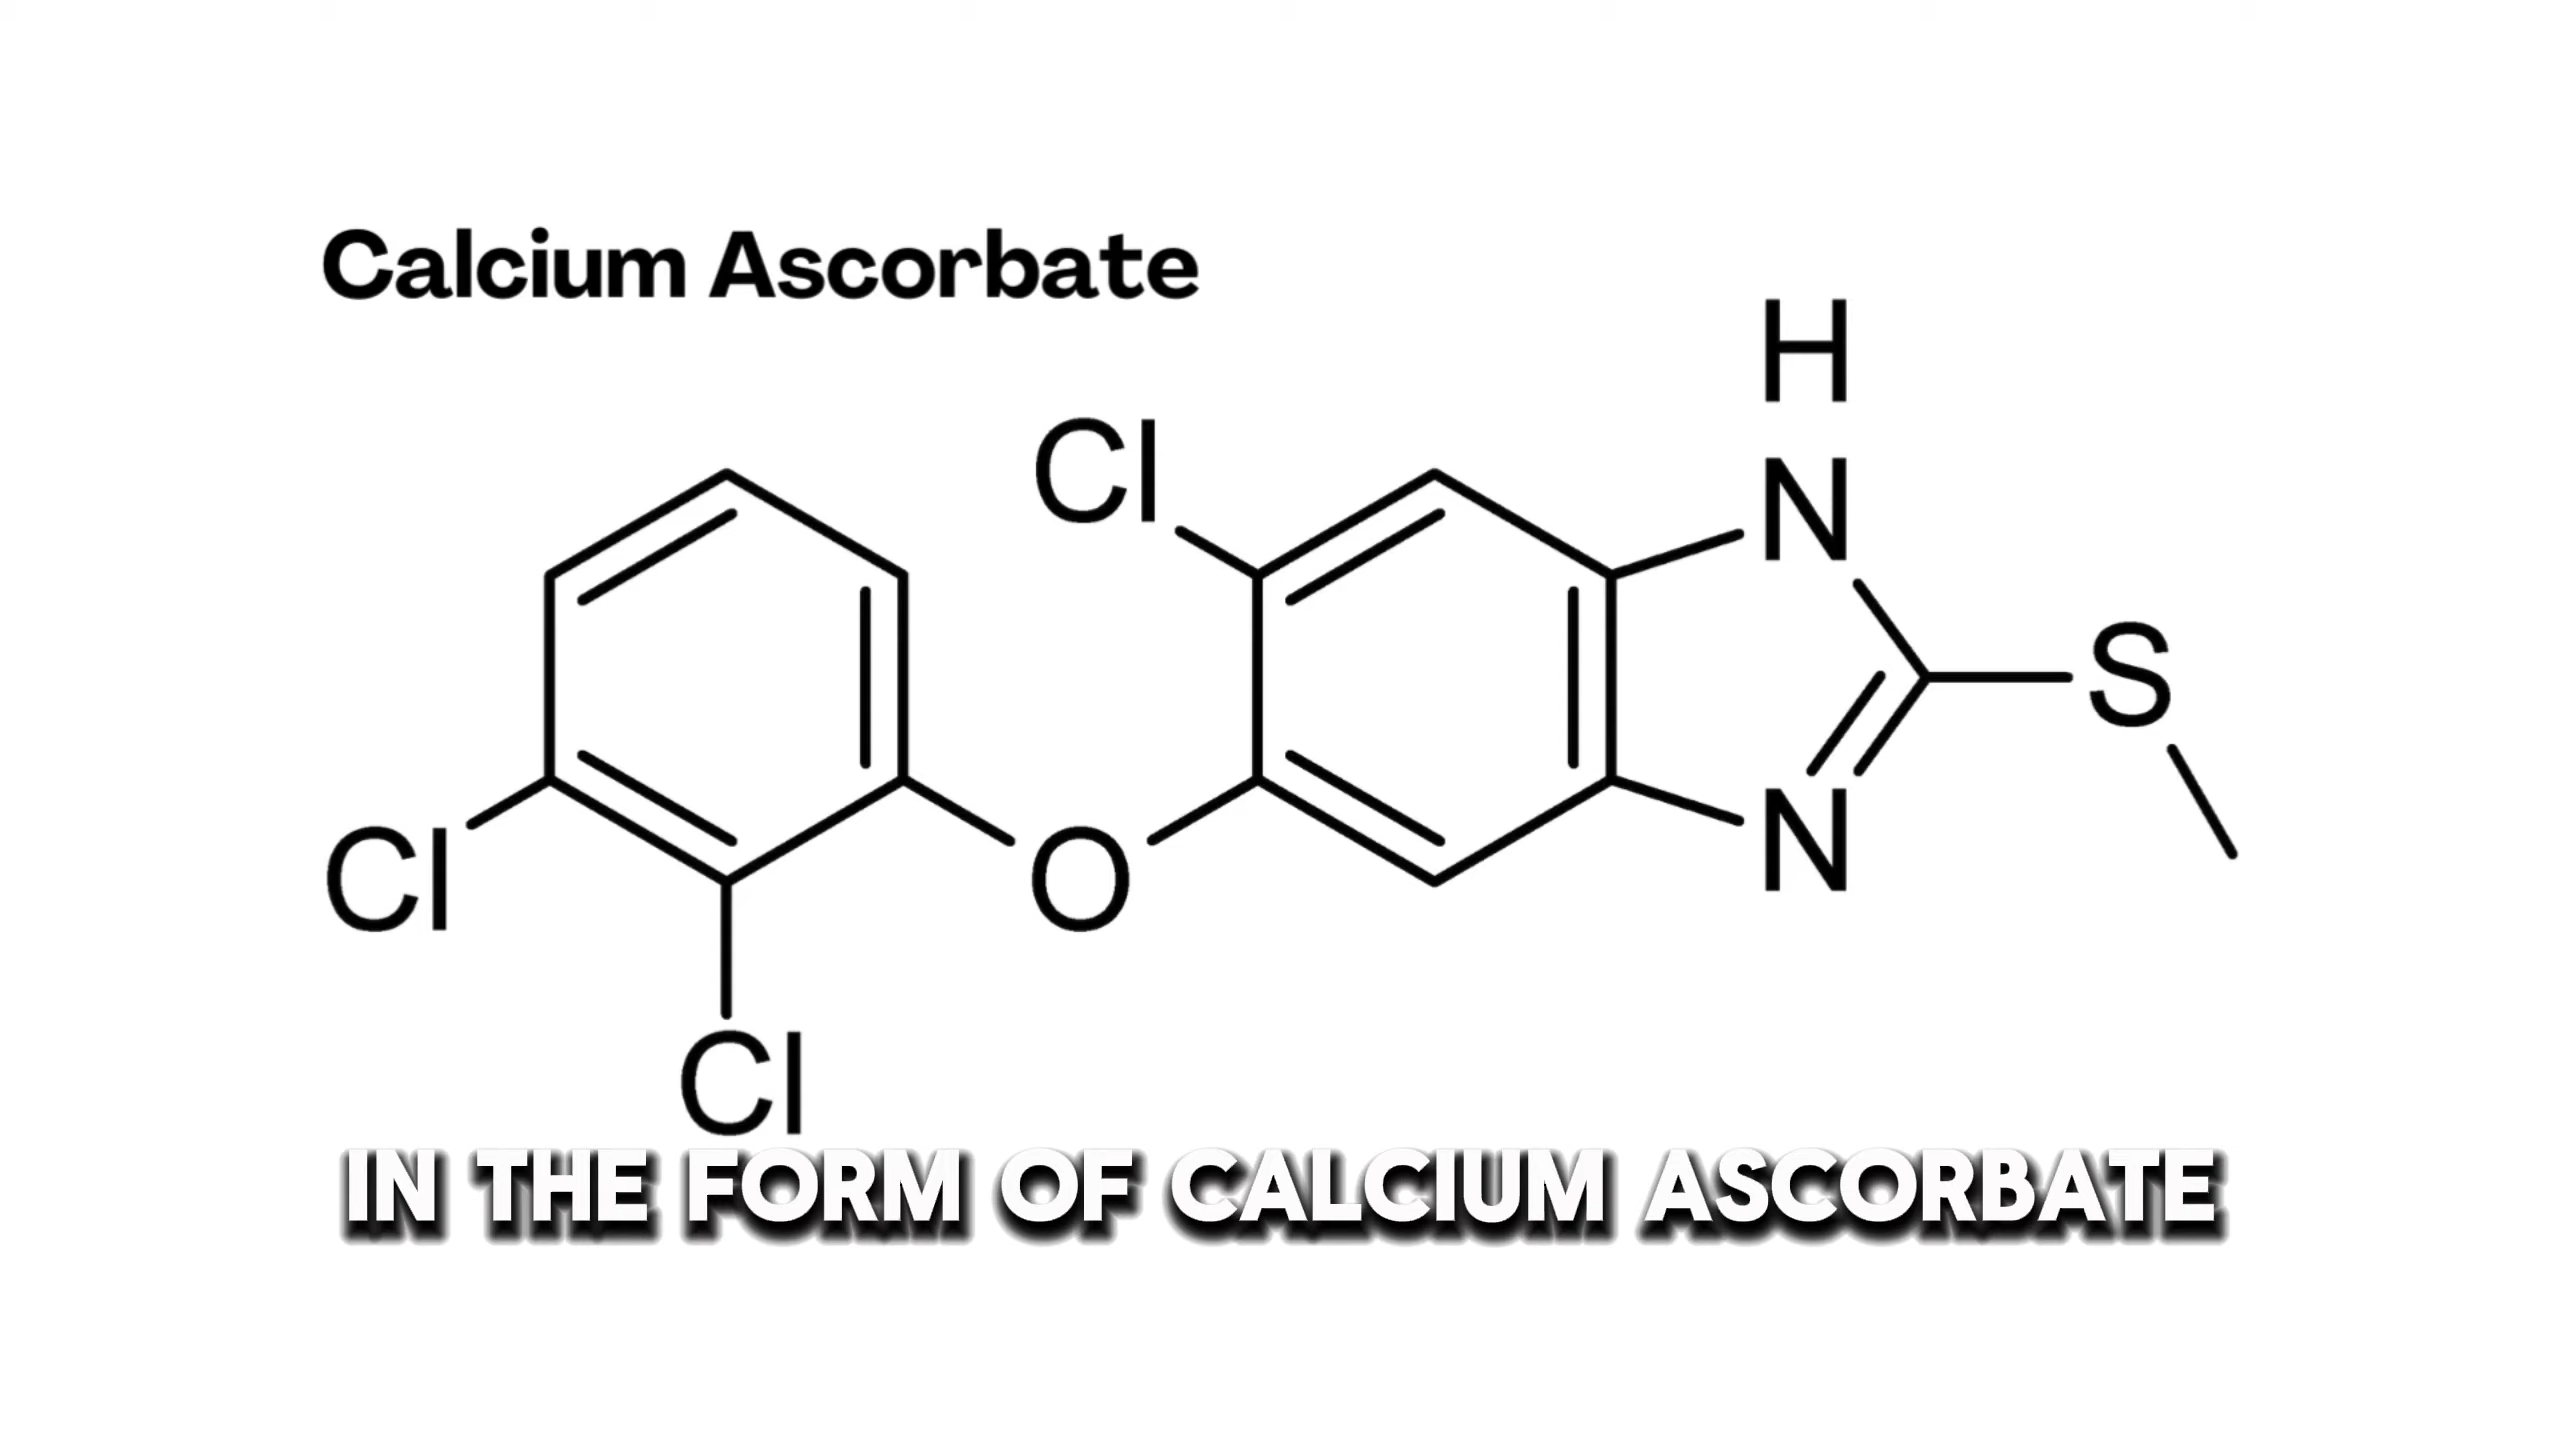 Calcium Ascorbate
H
Cl
N
S
Cl
O
N
Cl
IN THE FORM OF CALCIUM ASCORBATE